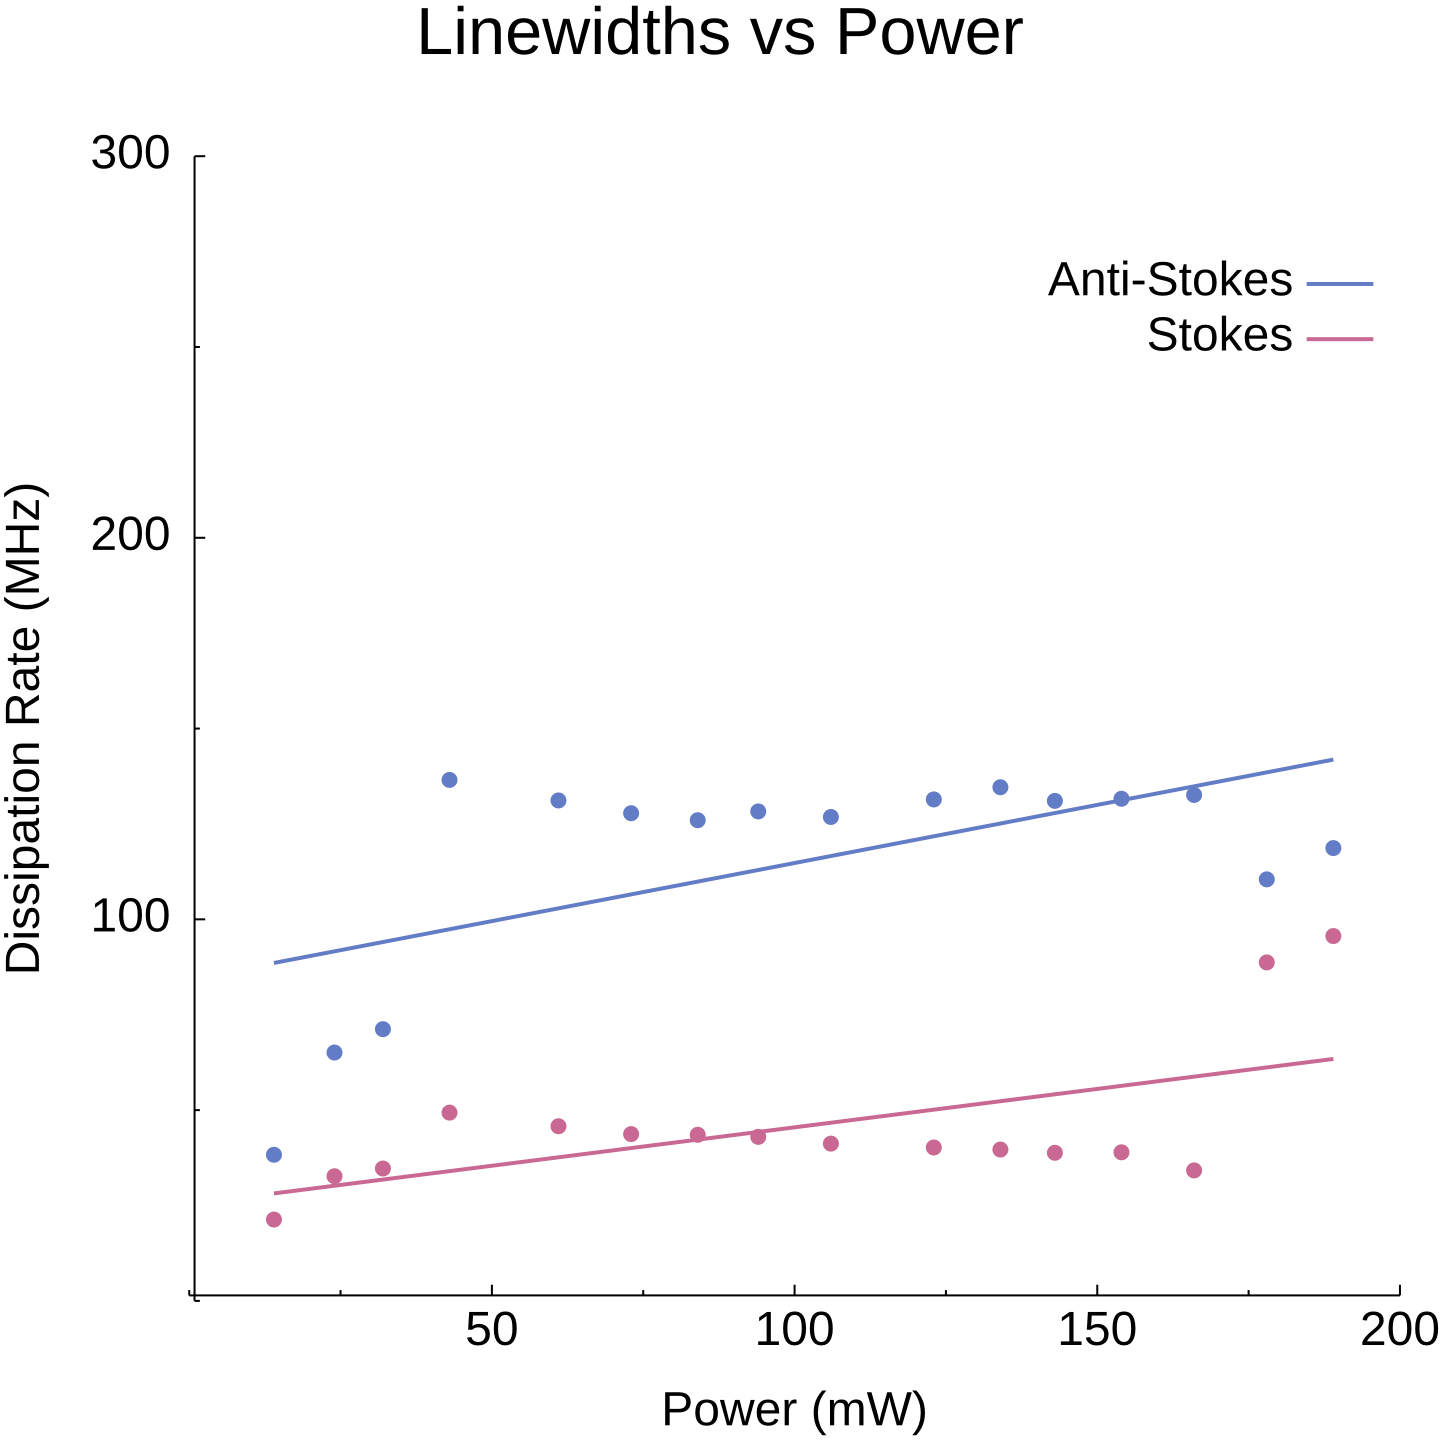 Linewidths vs Power
300
200
100
Dissipation Rate (MHz)
Anti-Stokes
Stokes
50 100 150 200
Power (mW)